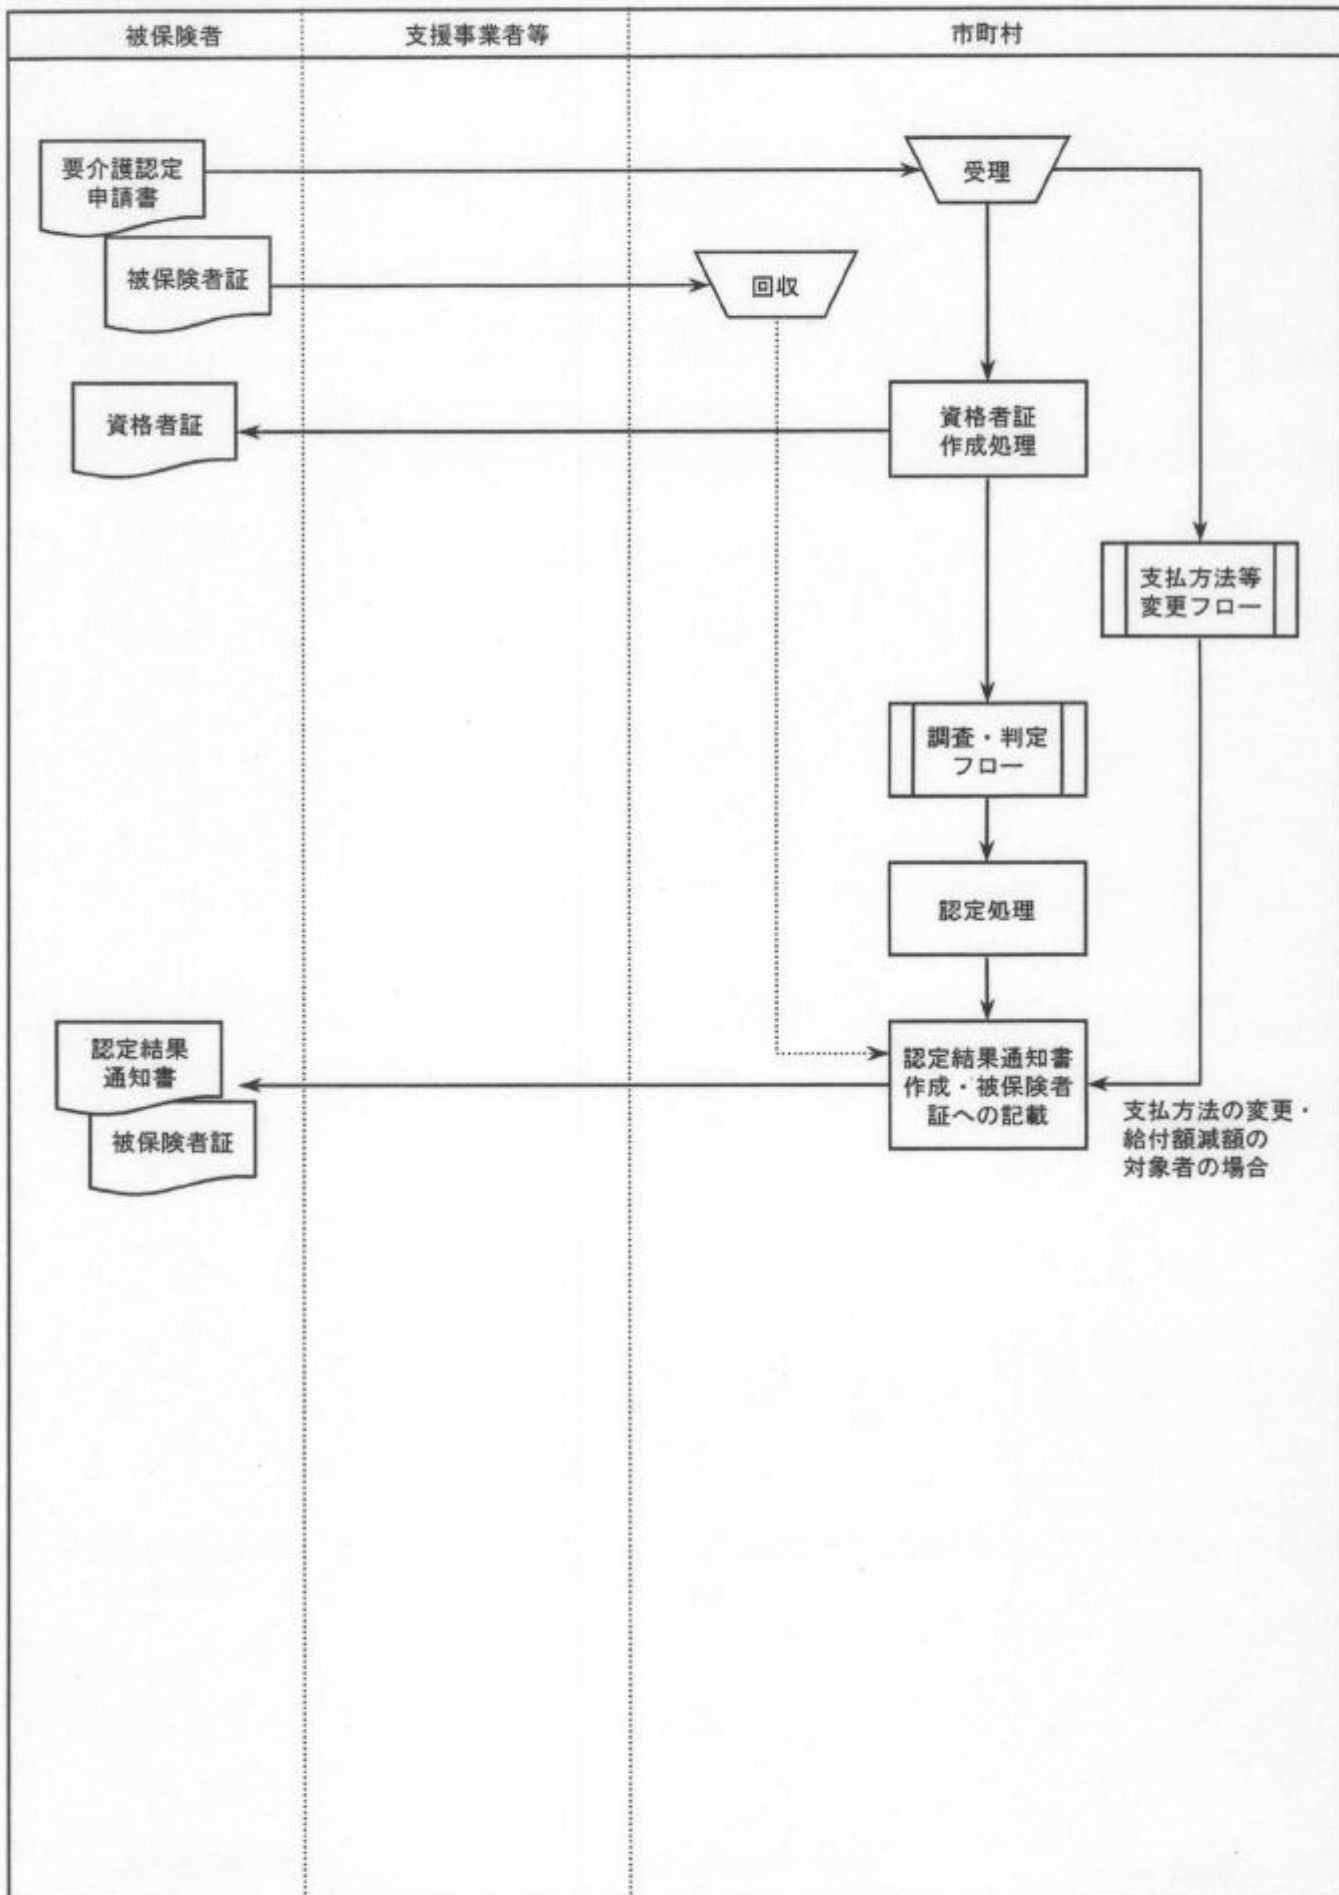 被保険者
支援事業者等
市町村
要介護認定
申請書
受理
被保険者証
回収
資格者証
資格者証
作成処理
支払方法等
変更フロー
調査・判定
フロー
認定処理
認定結果
通知書
被保険者証
認定結果通知書
作成・被保険者
証への記載
支払方法の変更・
給付額減額の
対象者の場合